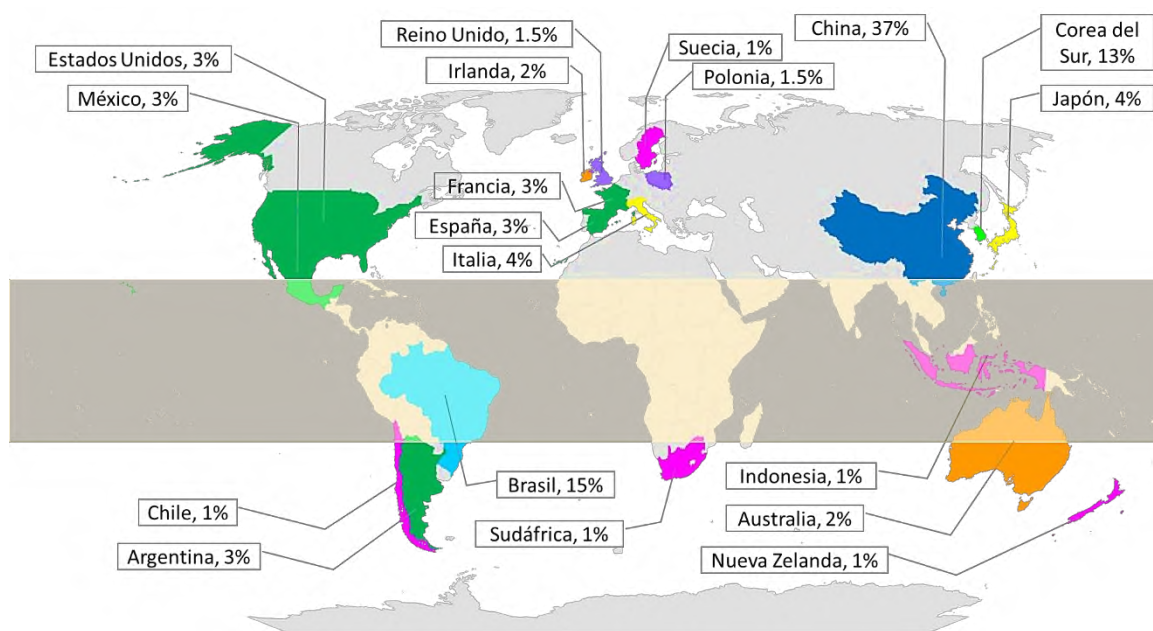 Reino Unido, 1.5%
China, 37%
Corea del
Sur, 13%
Suecia, 1%
Estados Unidos, 3%
Irlanda, 2%
Polonia, 1.5%
México, 3%
Japón, 4%
Francia, 3%
España, 3%
Italia, 4%
Indonesia, 1%
Brasil, 15%
Chile, 1%
Australia, 2%
Sudáfrica, 1%
Argentina, 3%
Nueva Zelanda, 1%